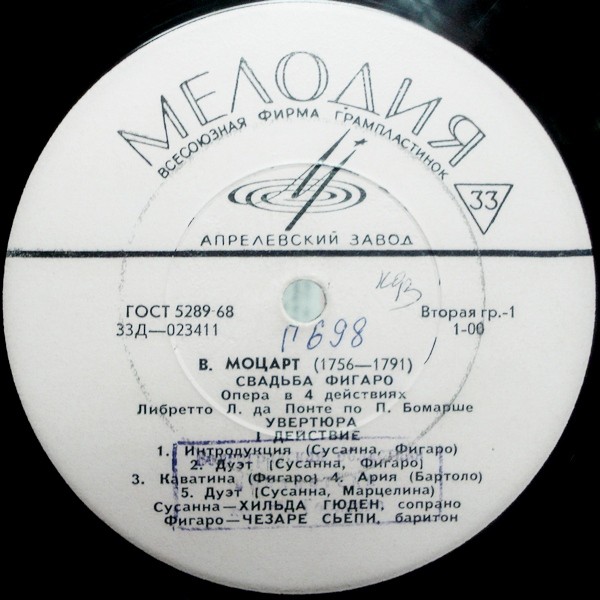 МЕЛОДИЯ
ВСЕСОЮЗНАЯ ФИРМА ГРАМПЛАСТИНОК
33
АПРЕЛЕВСКИЙ ЗАВОД
ГОСТ 5289-68
Вторая гр.-1
33Д—023411
1-00
П698
В. МОЦАРТ (1756—1791)
СВАДЬБА ФИГАРО
Опера в 4 действиях
Либретто Л. да Понте по П. Бомарше
УВЕРТЮРА
I ДЕЙСТВИЕ
1. Интродукция (Сусанна, Фигаро)
2. Дуэт (Сусанна, Фигаро)
3. Каватина (Фигаро) 4. Ария (Бартоло)
5. Дуэт (Сусанна, Марцелина)
Сусанна—ХИЛЬДА ГЮДЕН, сопрано
Фигаро—ЧЕЗАРЕ СЬЕПИ, баритон